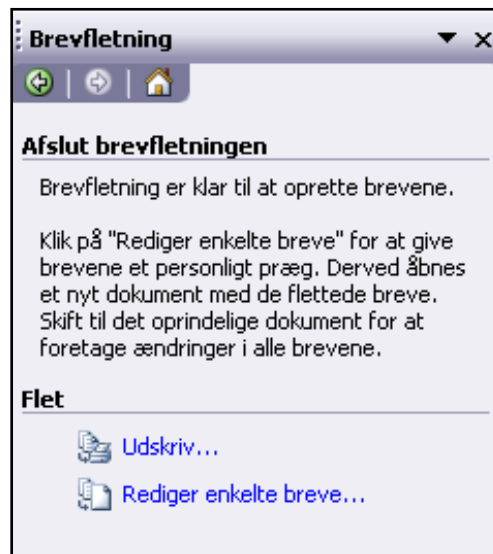 Brevfletning
Afslut brevfletningen
Brevfletning er klar til at oprette brevene.
Klik på "Rediger enkelte breve" for at give
brevene et personligt præg. Derved åbnes
et nyt dokument med de flettede breve.
Skift til det oprindelige dokument for at
foretage ændringer i alle brevene.
Flet
Udskriv...
Rediger enkelte breve...